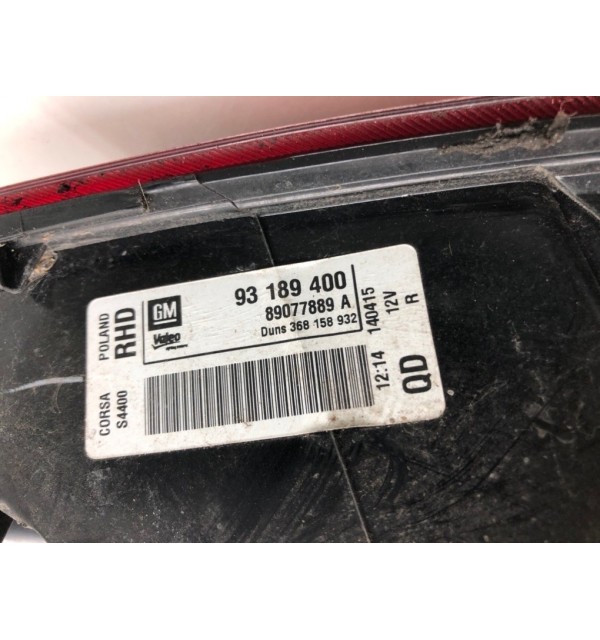 CORSA POLAND
S4400 RHD
GM
Valeo
93 189 400
89077889 A
Duns 368 158 932
12:14 140415
12V
QD R